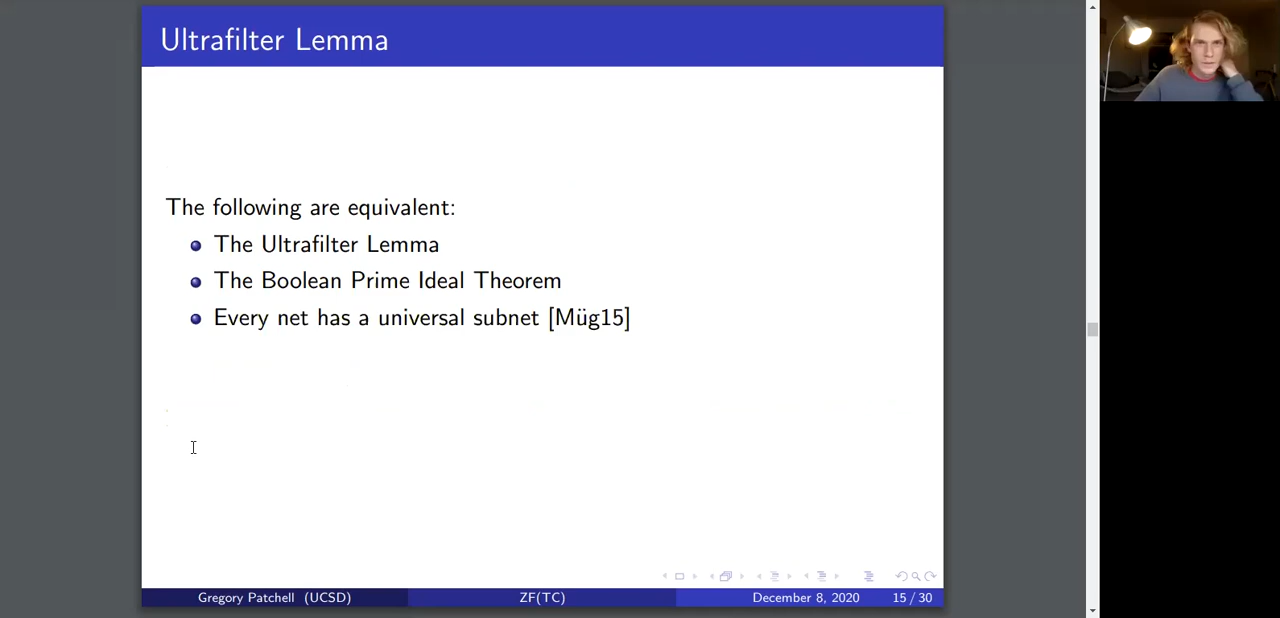 Ultrafilter Lemma
The following are equivalent:
The Ultrafilter Lemma
The Boolean Prime Ideal Theorem
Every net has a universal subnet [Müg15]
Gregory Patchell (UCSD)
ZF(TC)
December 8, 2020
15 / 30